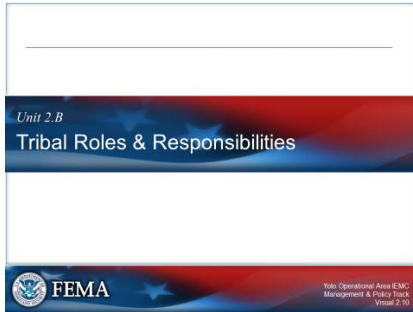 Unit 2.B
Tribal Roles & Responsibilities
FEMA
Yolo Operational Area IEMC
Management & Policy Track
Visual 2.10